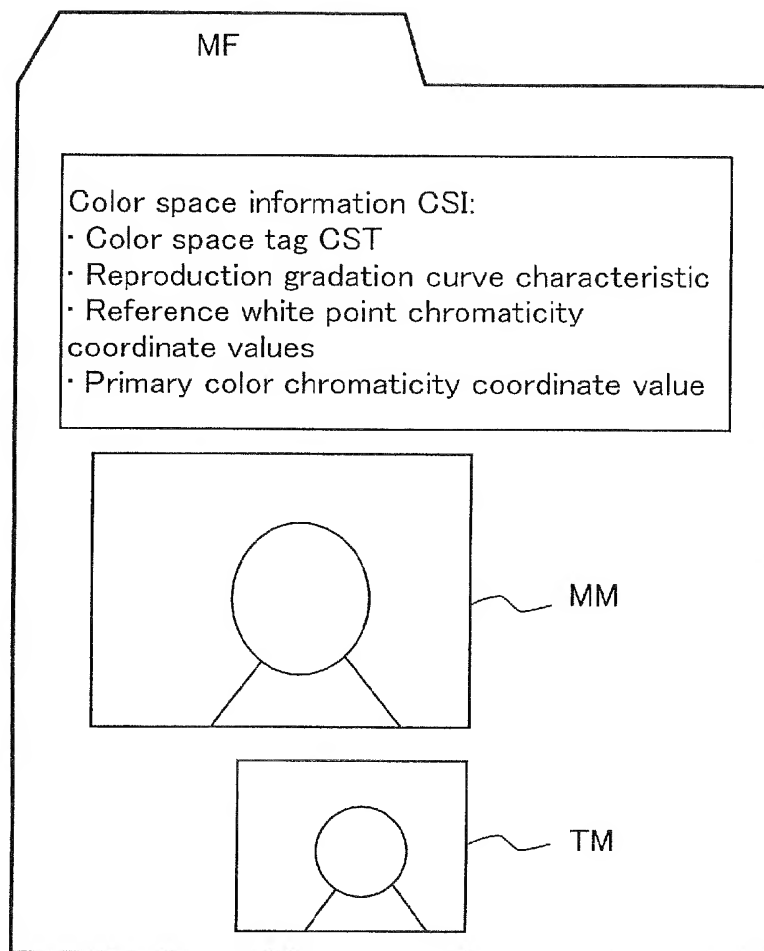 MF
Color space information CSI:
· Color space tag CST
· Reproduction gradation curve characteristic
· Reference white point chromaticity
coordinate values
· Primary color chromaticity coordinate value
MM
TM